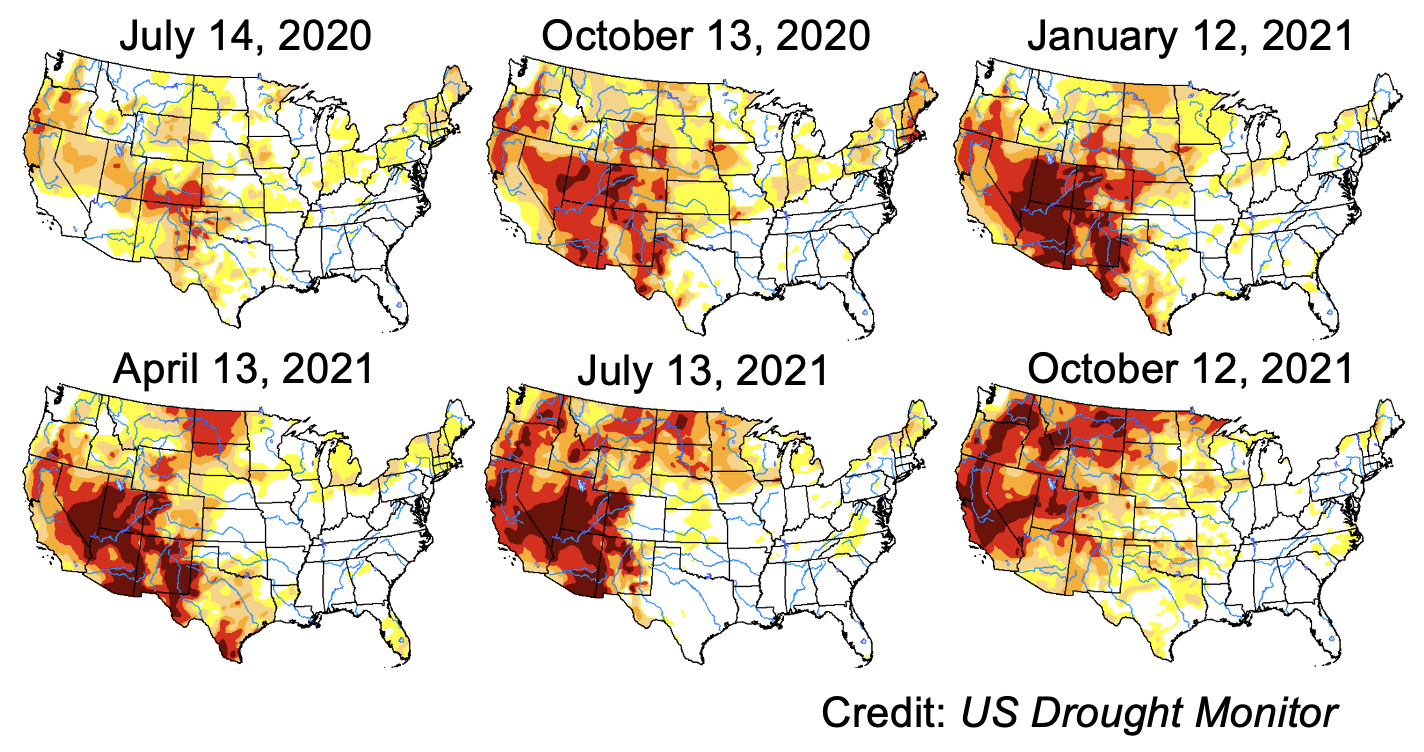 July 14, 2020
October 13, 2020
January 12, 2021
April 13, 2021
July 13, 2021
October 12, 2021
Credit: US Drought Monitor